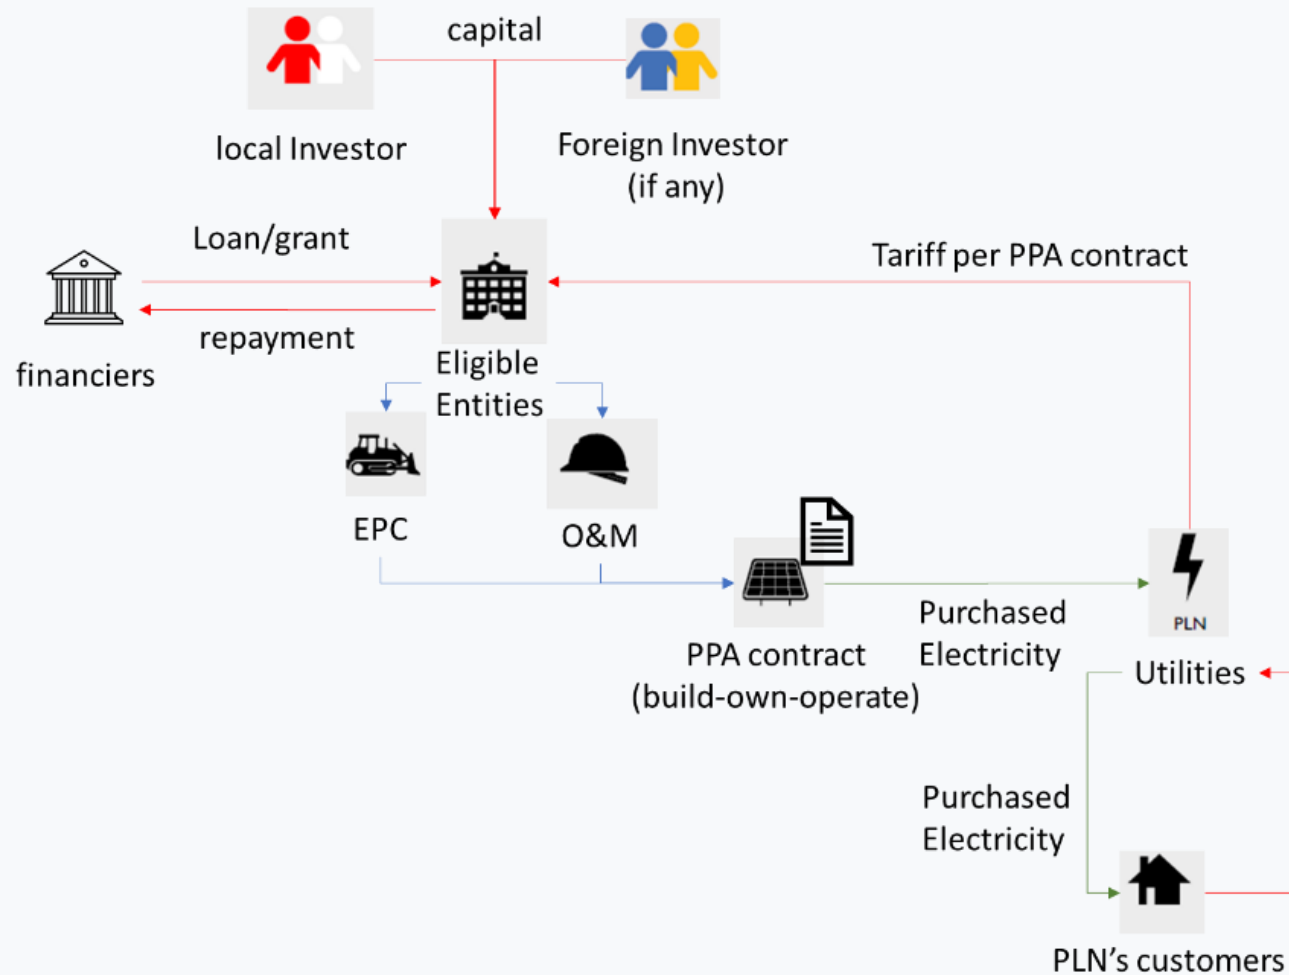 capital
local Investor
Foreign Investor
(if any)
Loan/grant
Tariff per PPA contract
repayment
financiers
Eligible
Entities
EPC
O&M
PPA contract
(build-own-operate)
Purchased
Electricity
PLN
Utilities
Purchased
Electricity
PLN's customers